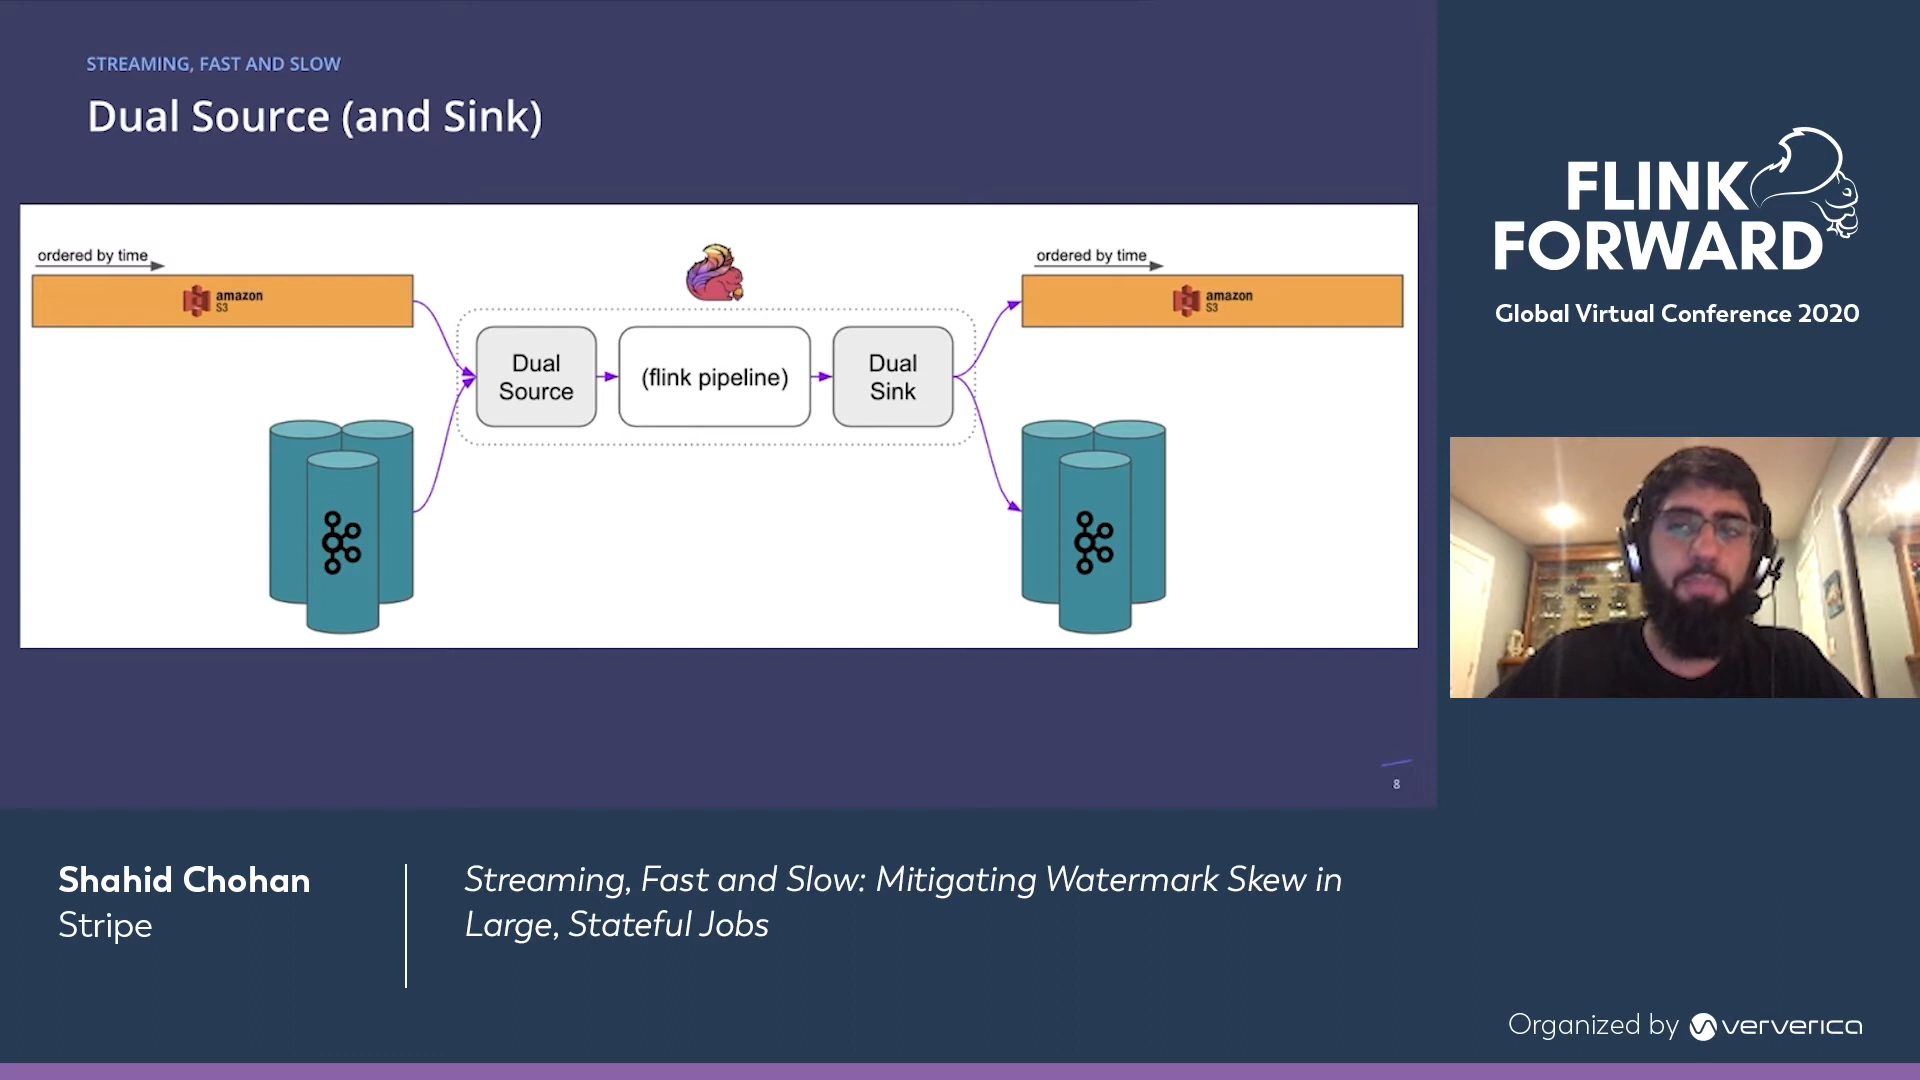 STREAMING, FAST AND SLOW
Dual Source (and Sink)
ordered by time
amazon
S3
Dual
Source
(flink pipeline)
Dual
Sink
ordered by time
amazon
S3
8
FLINK
FORWARD
Global Virtual Conference 2020
Shahid Chohan
Stripe
Streaming, Fast and Slow: Mitigating Watermark Skew in
Large, Stateful Jobs
Organized by ververica